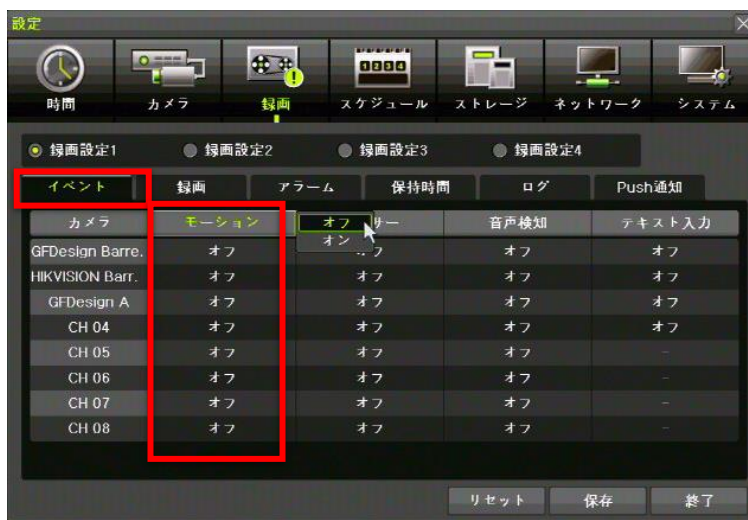 設定
時間 カメラ 録画 スケジュール ストレージ ネットワーク システム
録画設定1 録画設定2 録画設定3 録画設定4
イベント 録画 アラーム 保持時間 ログ Push通知
カメラ モーション オフ サー 音声検知 テキスト入力
オン
GFDesign Barre. オフ フ オフ オフ
HIKVISION Barr. オフ オフ オフ オフ
GFDesign A オフ オフ オフ オフ
CH 04 オフ オフ オフ オフ
CH 05 オフ オフ オフ -
CH 06 オフ オフ オフ -
CH 07 オフ オフ オフ -
CH 08 オフ オフ オフ -
リセット 保存 終了